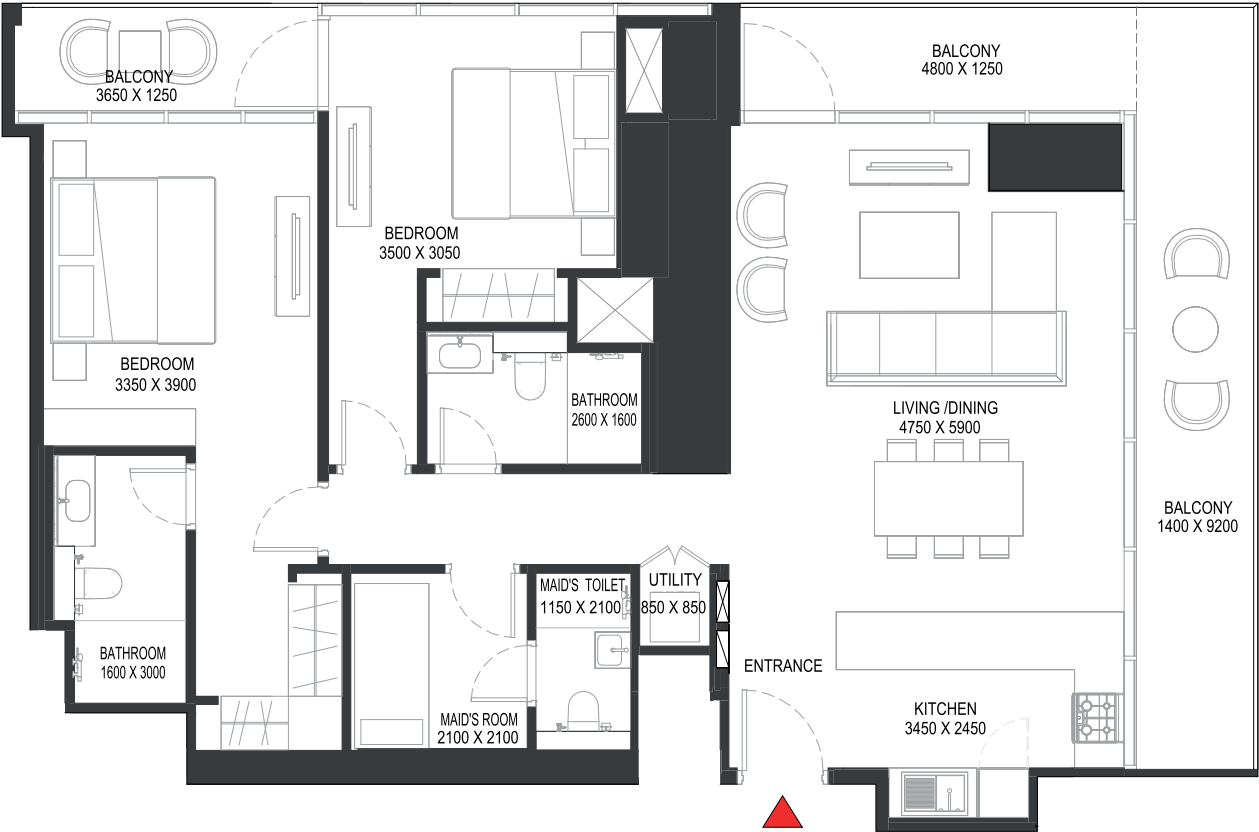 BALCONY
3650 X 1250
BALCONY
4800 X 1250
BEDROOM
3500 X 3050
BEDROOM
3350 X 3900
BATHROOM
2600 X 1600
LIVING /DINING
4750 X 5900
BALCONY
1400 X 9200
MAID'S TOILET
1150 X 2100
UTILITY
850 X 850
BATHROOM
1600 X 3000
ENTRANCE
MAID'S ROOM
2100 X 2100
KITCHEN
3450 X 2450